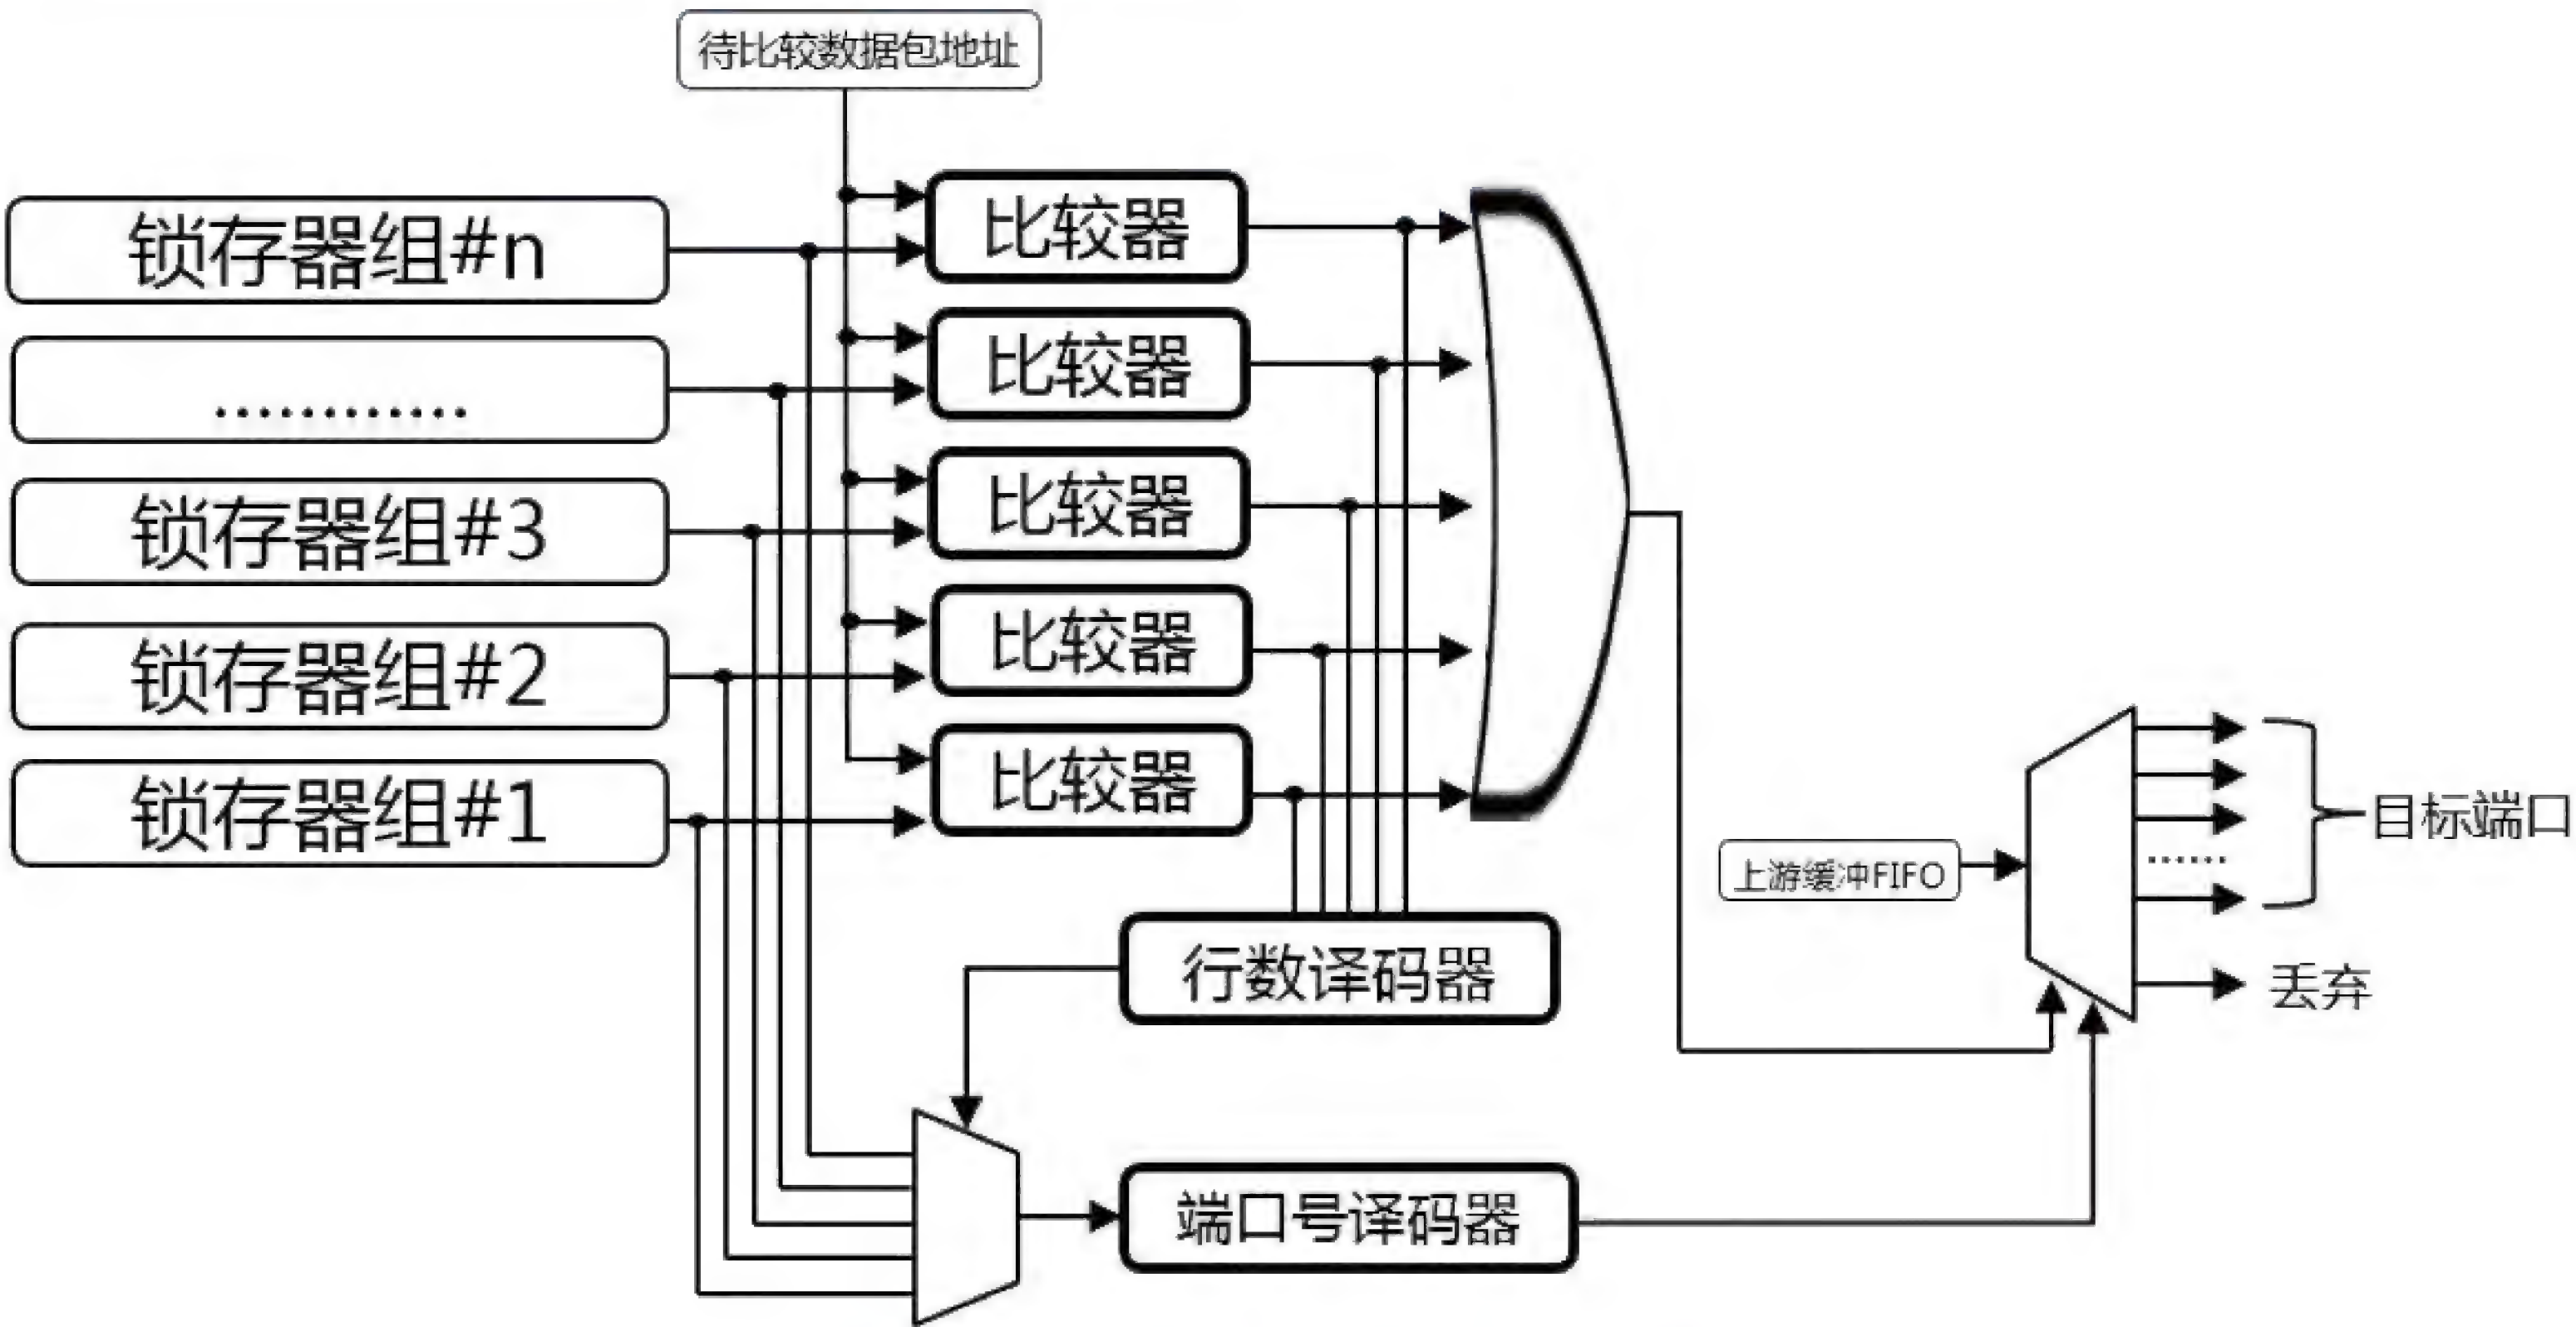 待比较数据包地址
锁存器组#n
比较器
............
比较器
锁存器组#3
比较器
锁存器组#2
比较器
锁存器组#1
比较器
目标端口
......
上游缓冲FIFO
行数译码器
丢弃
端口号译码器